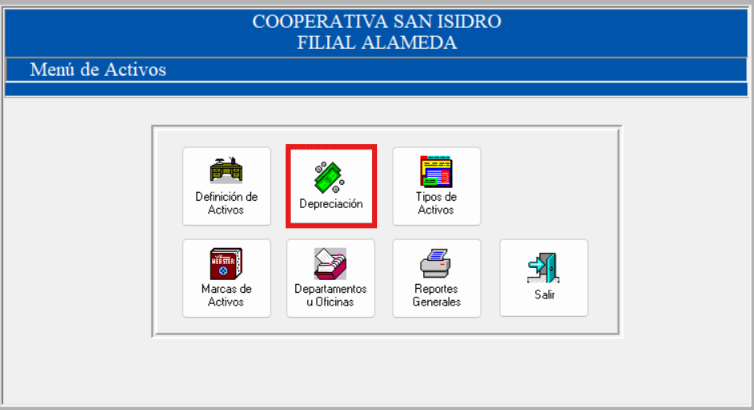 COOPERATIVA SAN ISIDRO
FILIAL ALAMEDA
Menú de Activos
Definición de
Activos
Depreciación
Tipos de
Activos
WEBSTER
Marcas de
Activos
Departamentos
u Oficinas
Reportes
Generales
Salir